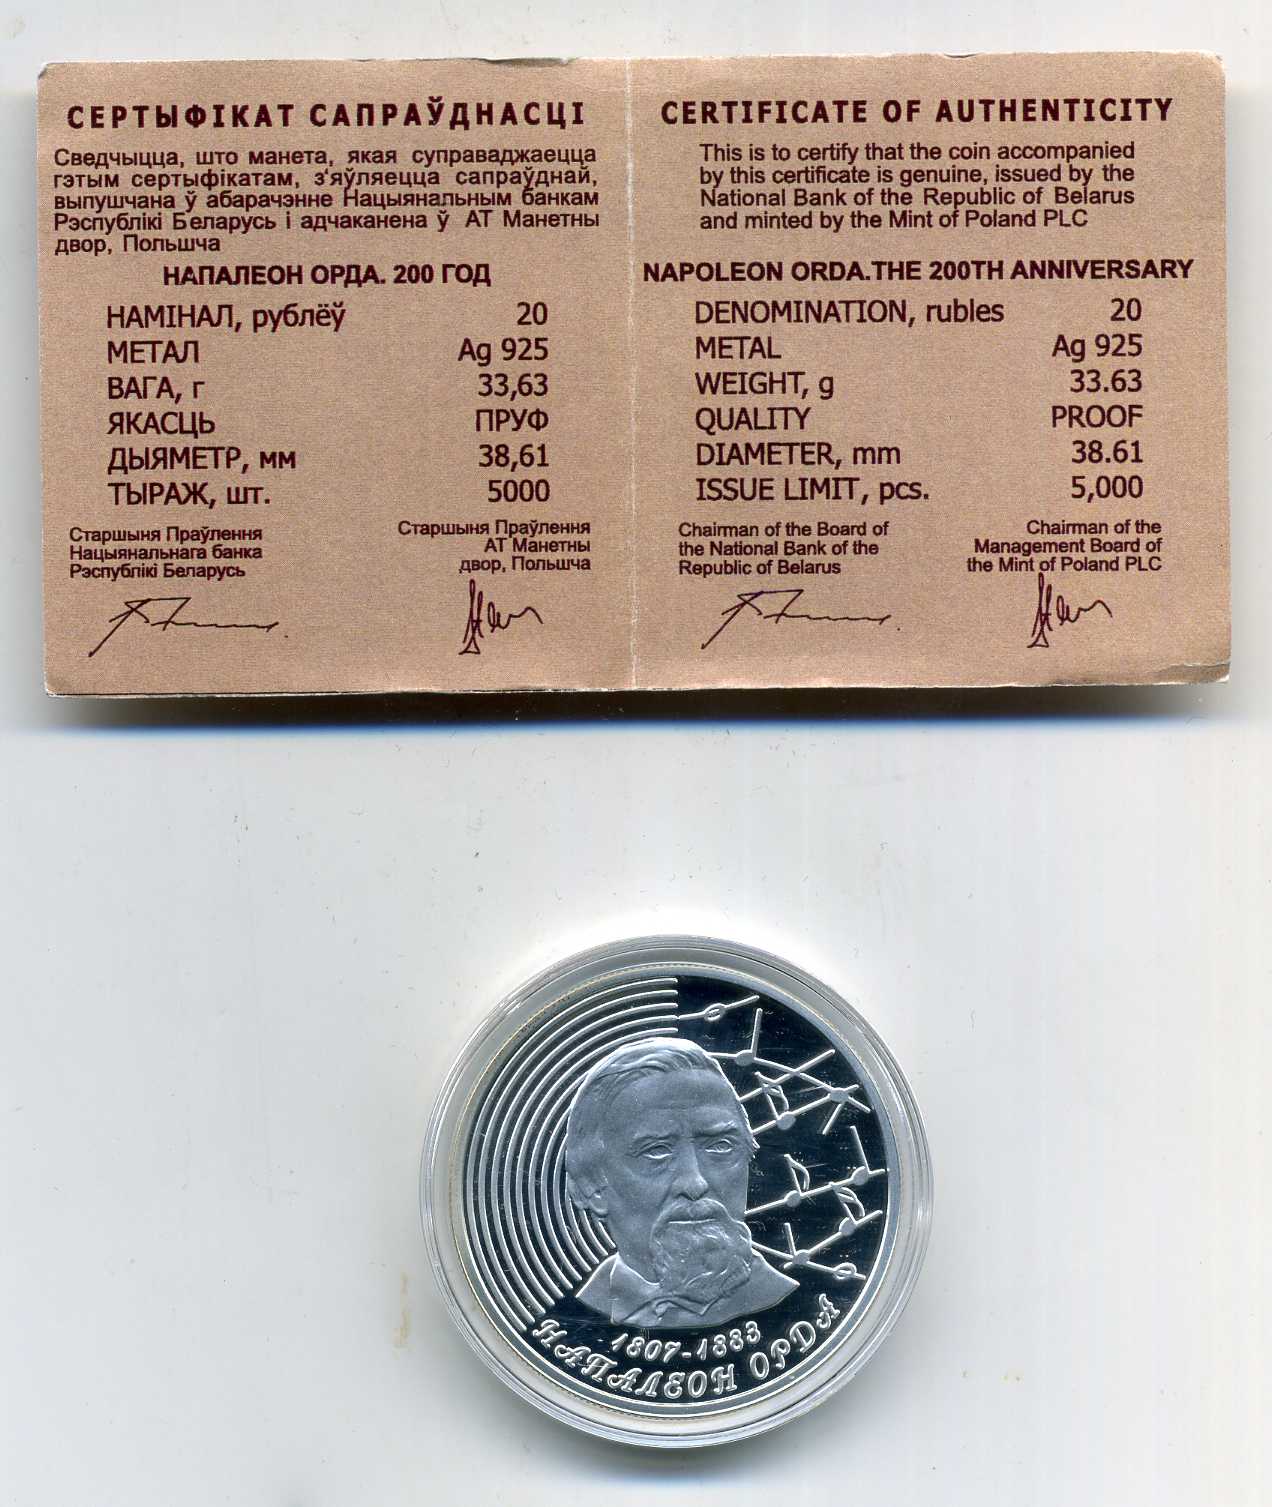 СЕРТЫФІКАТ САПРАЎДНАСЦІ
Сведчыцца, што манета, якая суправаджаецца
гэтым сертыфікатам, з'яўляецца сапраўднай,
выпушчана ў абарачэнне Нацыянальным банкам
Рэспублікі Беларусь і адчаканена ў АТ Манетны
двор, Польшча
НАПАЛЕОН ОРДА. 200 ГОД
НАМІНАЛ, рублёў 20
МЕТАЛ Ag 925
ВАГА, г 33,63
ЯКАСЦЬ ПРУФ
ДЫЯМЕТР, мм 38,61
ТЫРАЖ, шт. 5000
Старшыня Праўлення
Нацыянальнага банка
Рэспублікі Беларусь
Старшыня Праўлення
АТ Манетны
двор, Польшча
CERTIFICATE OF AUTHENTICITY
This is to certify that the coin accompanied
by this certificate is genuine, issued by the
National Bank of the Republic of Belarus
and minted by the Mint of Poland PLC
NAPOLEON ORDA.THE 200TH ANNIVERSARY
DENOMINATION, rubles 20
METAL Ag 925
WEIGHT, g 33.63
QUALITY PROOF
DIAMETER, mm 38.61
ISSUE LIMIT, pcs. 5,000
Chairman of the Board of
the National Bank of the
Republic of Belarus
Chairman of the
Management Board of
the Mint of Poland PLC
1807-1883
НАПАЛЕОН ОРДА